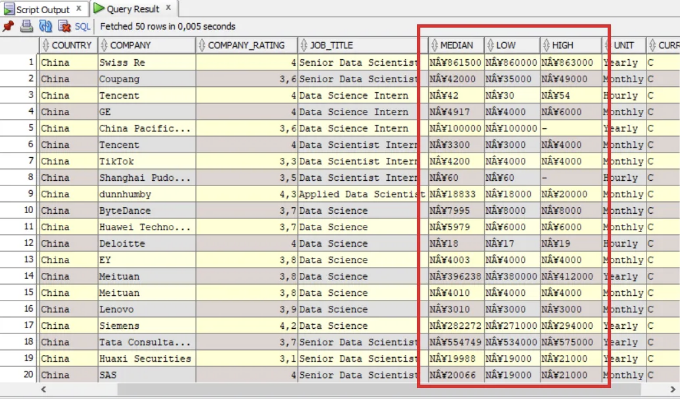 Script Output x Query Result x
SQL Fetched 50 rows in 0,005 seconds
COUNTRY COMPANY COMPANY_RATING JOB_TITLE MEDIAN LOW HIGH UNIT CURR
1 China Swiss Re 4 Senior Data Scientist NÂ¥861500 NÂ¥860000 NÂ¥863000 Yearly C
2 China Coupang 3,6 Senior Data Scientist NÂ¥42000 NÂ¥35000 NÂ¥49000 Monthly C
3 China Tencent 4 Data Science Intern NÂ¥42 NÂ¥30 NÂ¥54 Hourly C
4 China GE 4 Data Science Intern NÂ¥4917 NÂ¥4000 NÂ¥6000 Monthly C
5 China China Pacific... 3,6 Data Science Intern NÂ¥100000 NÂ¥100000 - Yearly C
6 China Tencent 4 Data Scientist Intern NÂ¥3300 NÂ¥3000 NÂ¥4000 Monthly C
7 China TikTok 3,3 Data Scientist Intern NÂ¥4200 NÂ¥4000 NÂ¥4000 Monthly C
8 China Shanghai Pudo... 3,5 Data Scientist Intern NÂ¥60 NÂ¥60 - Hourly C
9 China dunnhumby 4,3 Applied Data Scientist NÂ¥18833 NÂ¥18000 NÂ¥20000 Monthly C
10 China ByteDance 3,7 Data Science NÂ¥7995 NÂ¥8000 NÂ¥8000 Monthly C
11 China Huawei Techno... 3,7 Data Science NÂ¥5979 NÂ¥6000 NÂ¥6000 Monthly C
12 China Deloitte 4 Data Science NÂ¥18 NÂ¥17 NÂ¥19 Hourly C
13 China EY 3,8 Data Science NÂ¥4003 NÂ¥4000 NÂ¥4000 Monthly C
14 China Meituan 3,8 Data Science NÂ¥396238 NÂ¥380000 NÂ¥412000 Yearly C
15 China Meituan 3,8 Data Science NÂ¥4010 NÂ¥4000 NÂ¥4000 Monthly C
16 China Lenovo 3,9 Data Science NÂ¥3010 NÂ¥3000 NÂ¥3000 Monthly C
17 China Siemens 4,2 Data Science NÂ¥282272 NÂ¥271000 NÂ¥294000 Yearly C
18 China Tata Consulta... 3,7 Senior Data Scientist NÂ¥554749 NÂ¥534000 NÂ¥575000 Yearly C
19 China Huaxi Securities 3,1 Senior Data Scientist NÂ¥19988 NÂ¥19000 NÂ¥21000 Yearly C
20 China SAS 4 Senior Data Scientist NÂ¥20066 NÂ¥19000 NÂ¥21000 Monthly C